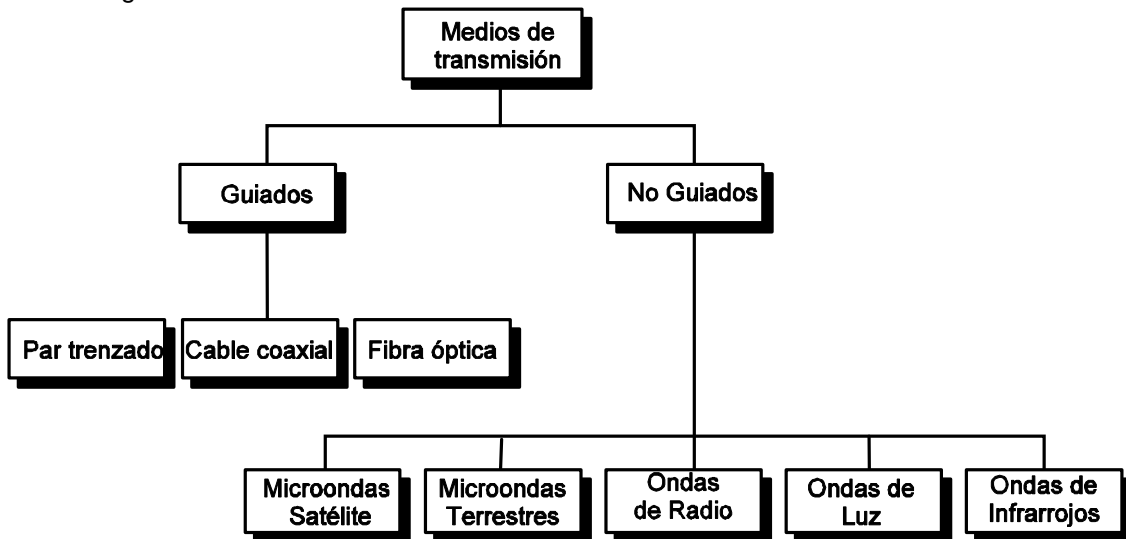 Medios de
transmisión
Guiados
No Guiados
Par trenzado
Cable coaxial
Fibra óptica
Microondas
Satélite
Microondas
Terrestres
Ondas
de Radio
Ondas de
Luz
Ondas de
Infrarrojos